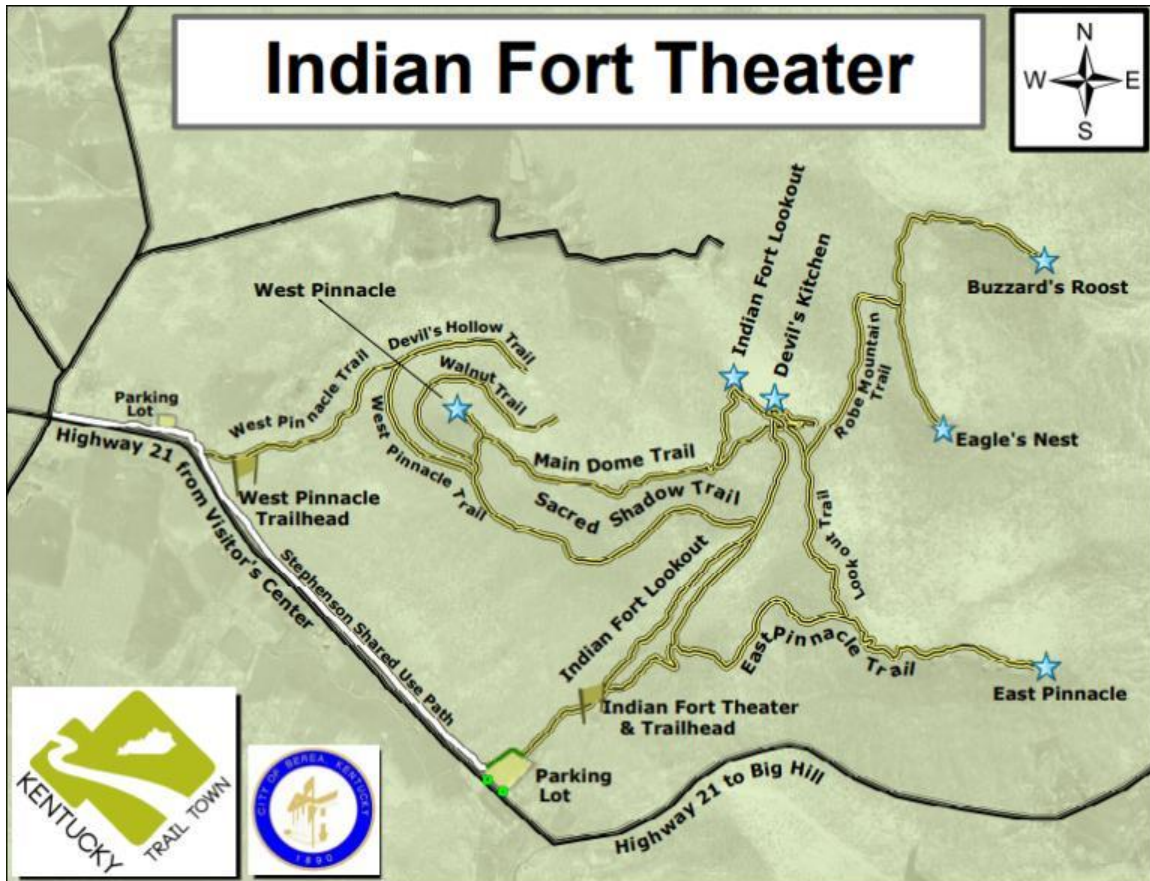 Indian Fort Theater
N
W
E
S
Indian Fort Lookout
Devil's Kitchen
West Pinnacle
Buzzard's Roost
Devil's Hollow Trail
Walnut Trail
Robe Mountain
Trail
Parking
Lot
West Pinnacle Trail
Eagle's Nest
Highway 21 from Visitor's Center
West Pinnacle Trail
Main Dome Trail
Sacred Shadow Trail
West Pinnacle
Trailhead
Lookout Trail
Stephenson Shared Use Path
Indian Fort Lookout
East Pinnacle Trail
East Pinnacle
Indian Fort Theater
& Trailhead
Parking
Lot
Highway 21 to Big Hill
KENTUCKY
TRAIL TOWN
CITY OF BEREA, KENTUCKY
1890